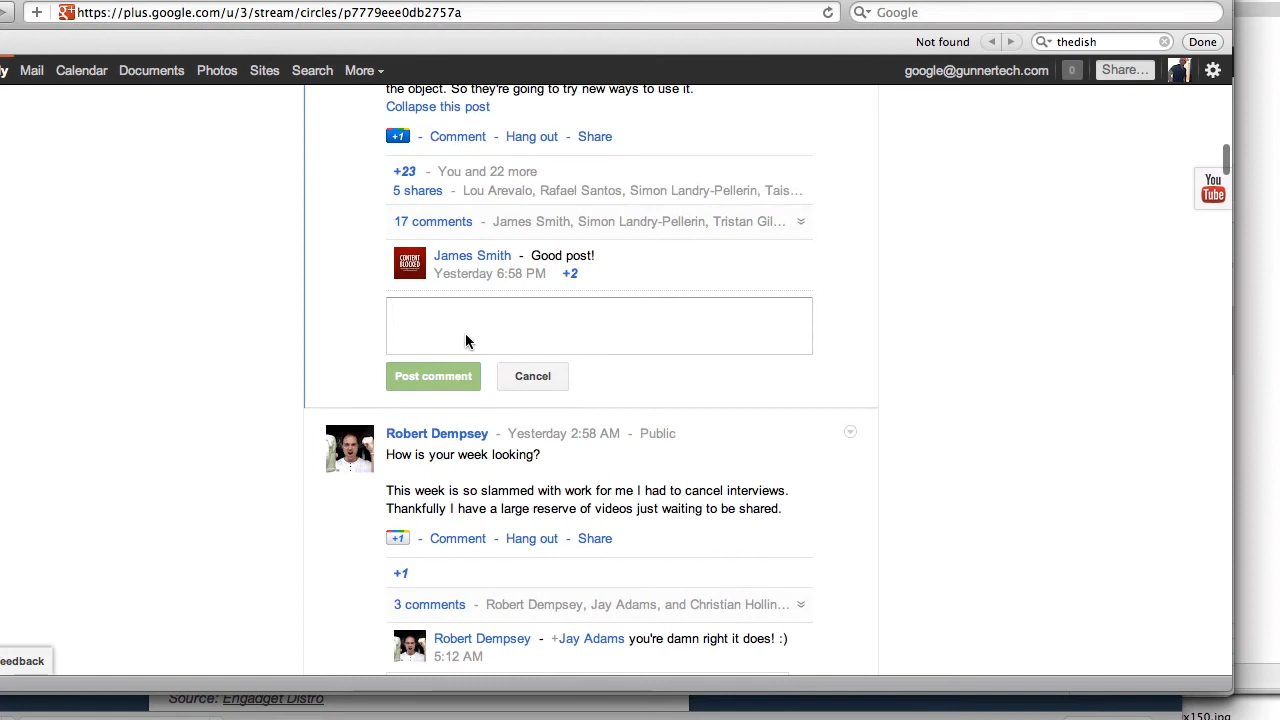 https://plus.google.com/u/3/stream/circles/p7779eee0db2757a
Google
Not found
thedish
Done
ly Mail Calendar Documents Photos Sites Search More
google@gunnertech.com 0 Share...
the object. So they're going to try new ways to use it.
Collapse this post
+1 - Comment - Hang out - Share
+23 - You and 22 more
5 shares - Lou Arevalo, Rafael Santos, Simon Landry-Pellerin, Tais...
17 comments - James Smith, Simon Landry-Pellerin, Tristan Gil...
CONTENT BLOCKED
James Smith - Good post!
Yesterday 6:58 PM +2
Post comment Cancel
You Tube
Robert Dempsey - Yesterday 2:58 AM - Public
How is your week looking?
This week is so slammed with work for me I had to cancel interviews.
Thankfully I have a large reserve of videos just waiting to be shared.
+1 - Comment - Hang out - Share
+1
3 comments - Robert Dempsey, Jay Adams, and Christian Hollin...
Robert Dempsey - +Jay Adams you're damn right it does! :)
5:12 AM
eedback
Source: Engadget Distro
x150.jpg